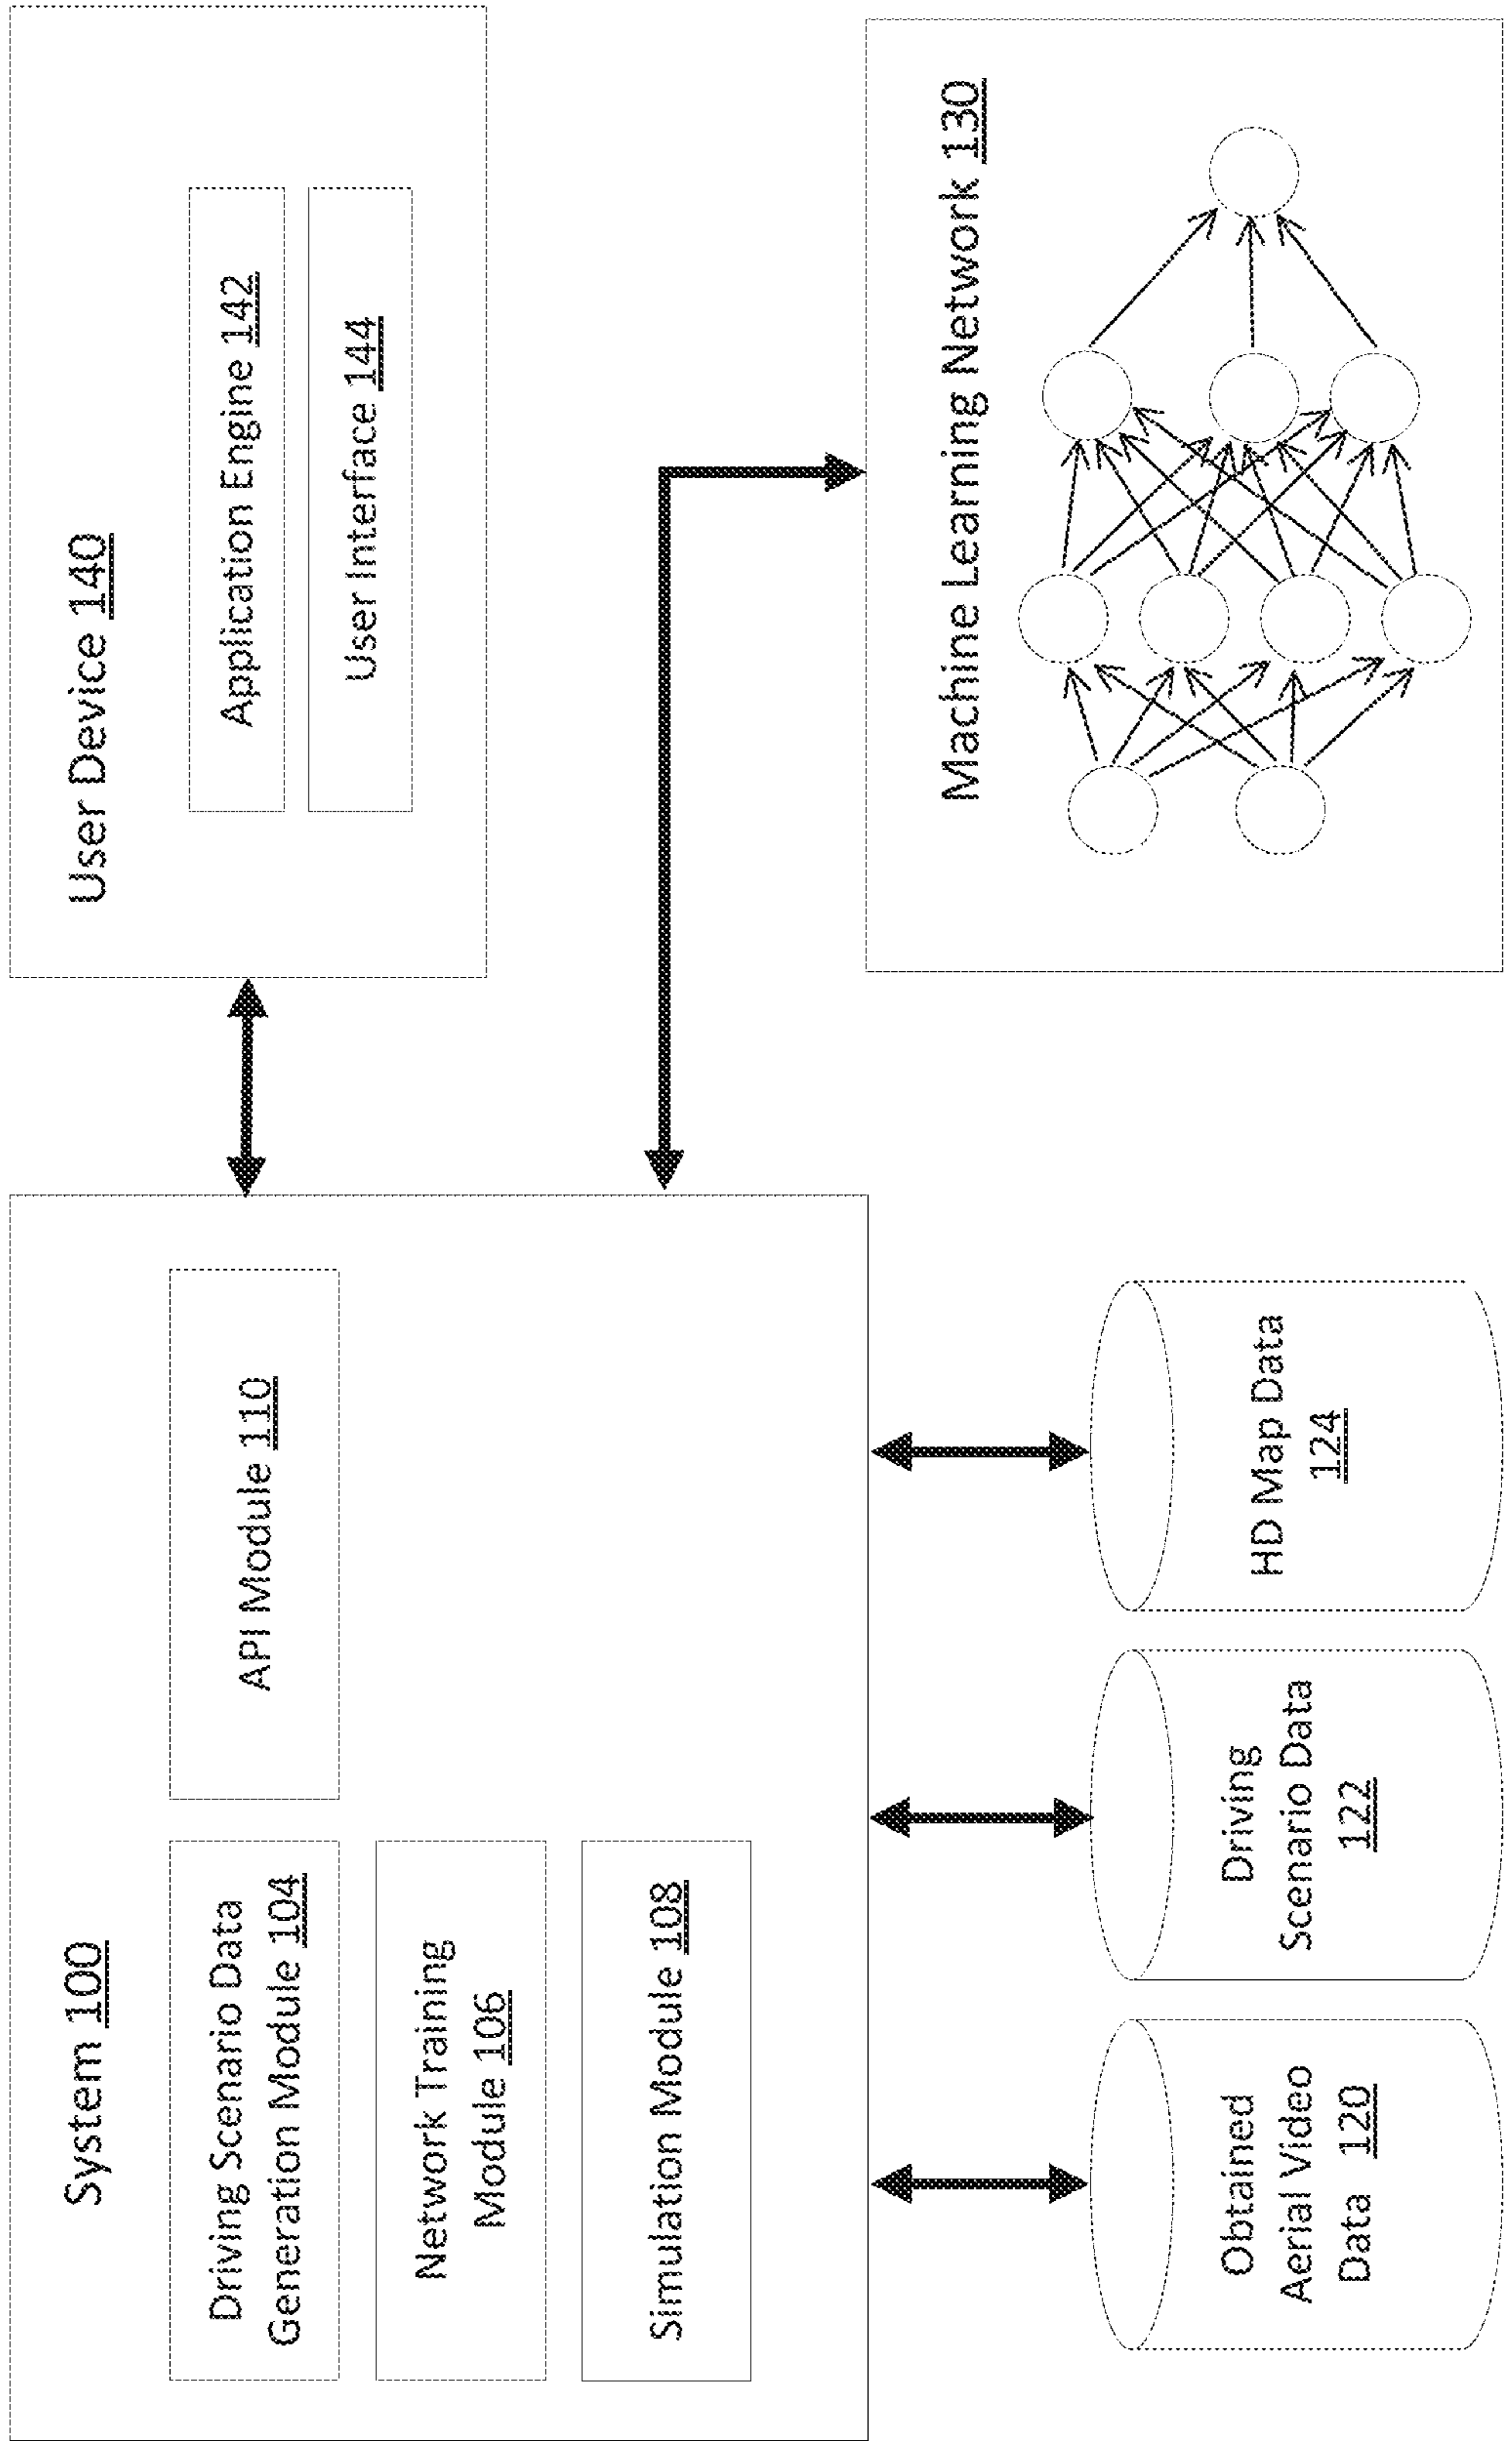 System 100
Driving Scenario Data
Generation Module 104
Network Training
Module 106
Simulation Module 108
API Module 110
User Device 140
Application Engine 142
User Interface 144
Obtained
Aerial Video
Data 120
Driving
Scenario Data
122
HD Map Data
124
Machine Learning Network 130